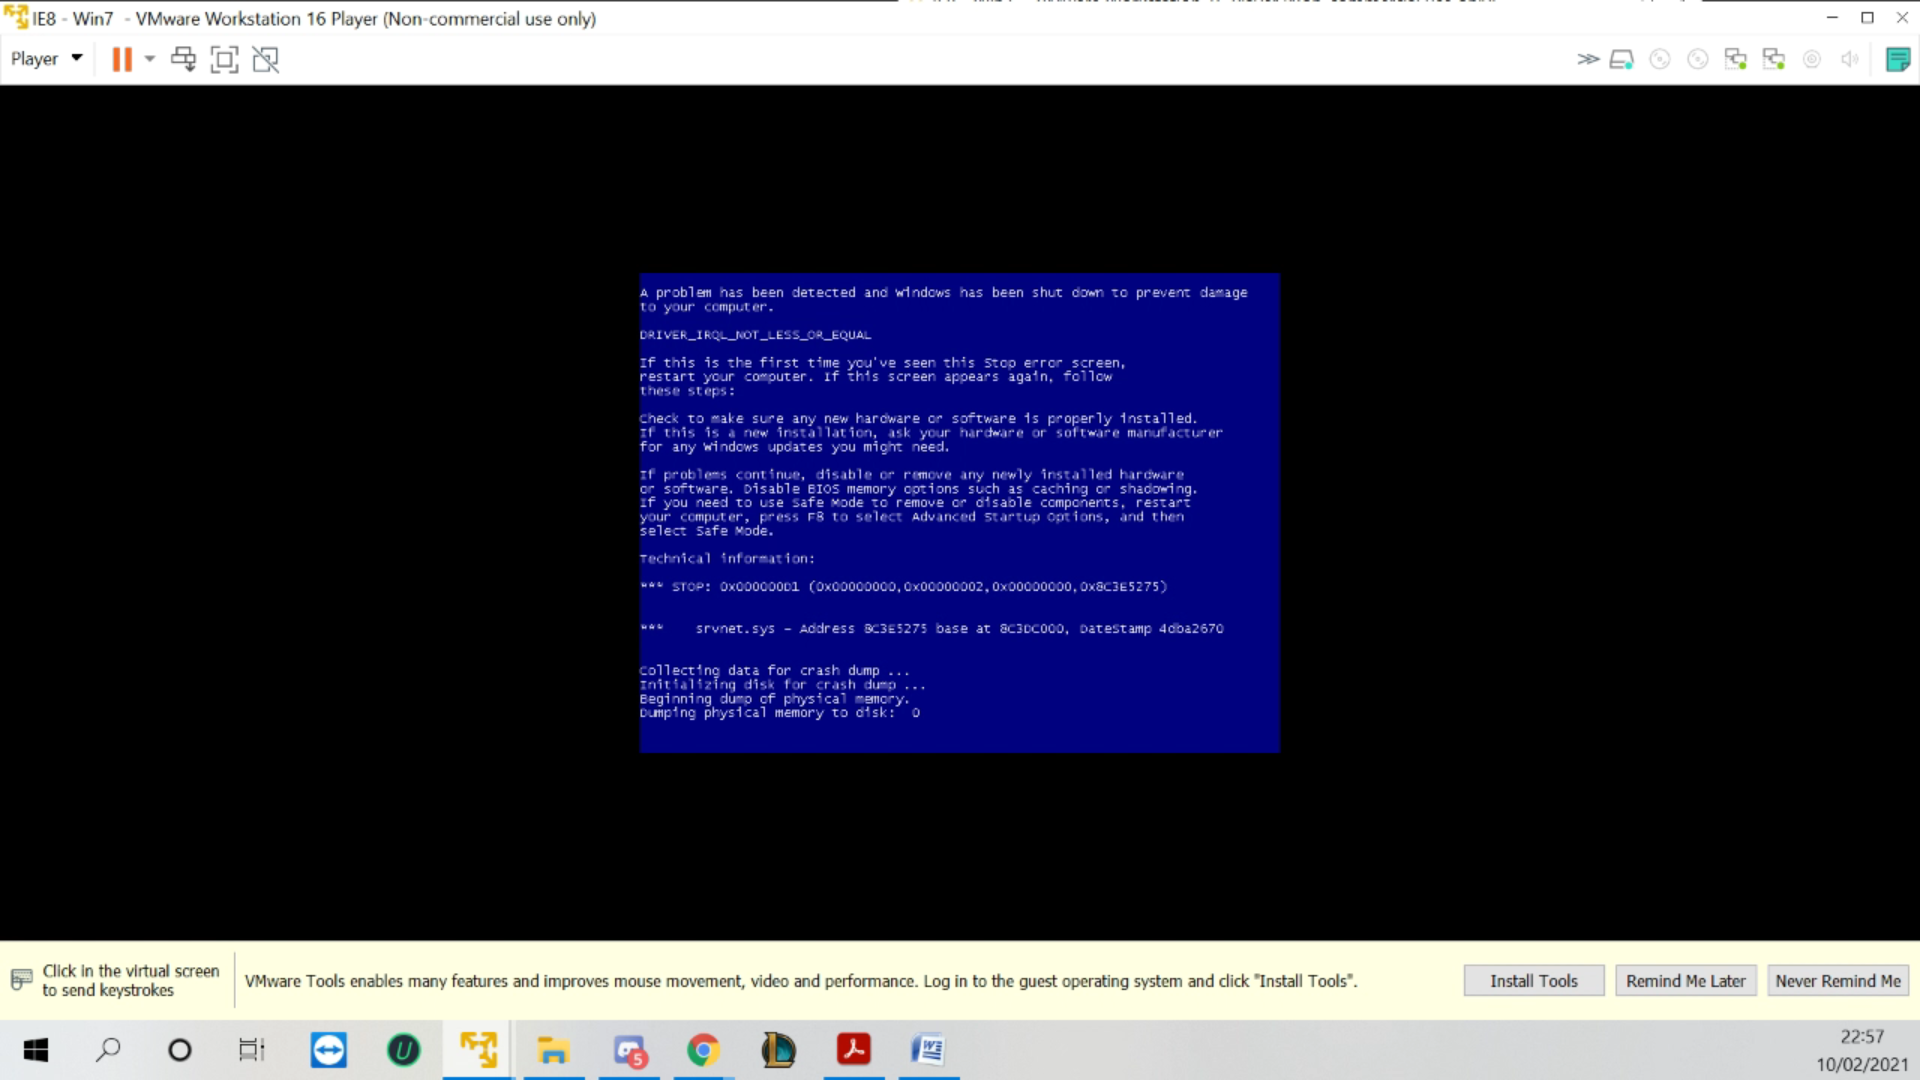 IE8 - Win7 - VMware Workstation 16 Player (Non-commercial use only)
Player
A problem has been detected and Windows has been shut down to prevent damage
to your computer.
DRIVER_IRQL_NOT_LESS_OR_EQUAL
If this is the first time you've seen this Stop error screen,
restart your computer. If this screen appears again, follow
these steps:
Check to make sure any new hardware or software is properly installed.
If this is a new installation, ask your hardware or software manufacturer
for any Windows updates you might need.
If problems continue, disable or remove any newly installed hardware
or software. Disable BIOS memory options such as caching or shadowing.
If you need to use Safe Mode to remove or disable components, restart
your computer, press F8 to select Advanced Startup Options, and then
select Safe Mode.
Technical information:
*** STOP: 0x000000D1 (0x00000000,0x00000002,0x00000000,0x8C3E5275)
*** srvnet.sys - Address 8C3E5275 base at 8C3DC000, DateStamp 4dba2670
Collecting data for crash dump ...
Initializing disk for crash dump ...
Beginning dump of physical memory.
Dumping physical memory to disk: 0
Click in the virtual screen
to send keystrokes
VMware Tools enables many features and improves mouse movement, video and performance. Log in to the guest operating system and click "Install Tools".
Install Tools
Remind Me Later
Never Remind Me
5
22:57
10/02/2021